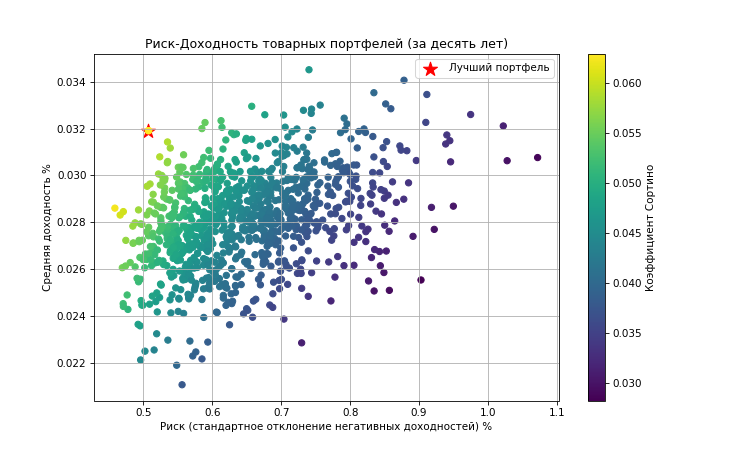 Риск-Доходность товарных портфелей (за десять лет)
Лучший портфель
Средняя доходность %
0.034
0.032
0.030
0.028
0.026
0.024
0.022
0.5 0.6 0.7 0.8 0.9 1.0 1.1
Риск (стандартное отклонение негативных доходностей) %
0.060
0.055
0.050
0.045
0.040
0.035
0.030
Коэффициент Сортино